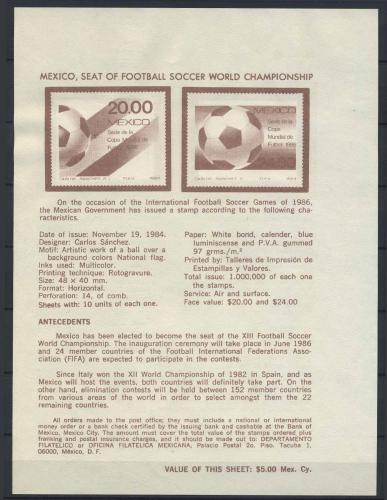 MEXICO, SEAT OF FOOTBALL SOCCER WORLD CHAMPIONSHIP
20.00
MEXICO
Sede de la
Copa Mundial de
Futbol
MEXICO
Sede de la
Copa
Mundial de
Futbol 1986
On the occasion of the International Football Soccer Games of 1986,
the Mexican Government has issued a stamp according to the following cha-
racteristics.
Date of issue: November 19, 1984.
Designer: Carlos Sánchez.
Motif: Artistic work of a ball over a
background colors National flag.
Inks used: Multicolor.
Printing technique: Rotogravure.
Size: 48 x 40 mm.
Format: Horizontal.
Perforation: 14, of comb.
Sheets with: 10 units of each one.
Paper: White bond, calender, blue
luminiscense and P.V.A. gummed
97 grms./m.²
Printed by: Talleres de Impresión de
Estampillas y Valores.
Total issue: 1.000,000 of each one
the stamps.
Service: Air and surface.
Face value: $20.00 and $24.00
ANTECEDENTS
Mexico has been elected to become the seat of the XIII Football Soccer
World Championship. The inauguration ceremony will take place in June 1986
and 24 member countries of the Football International Federations Asso-
ciation (FIFA) are expected to participate in the contests.
Since Italy won the XII World Championship of 1982 in Spain, and as
Mexico will host the events, both countries will definitely take part. On the
other hand, elimination contests will be held between 152 member countries
from various areas of the world in order to select amongst them the 22
remaining countries.
All orders made to the post office; they must include a national or international
money order or a bank check certified by the issuing bank and cashable at the Bank of
Mexico, Mexico City. The amount must cover the total value of the stamps ordered plus
franking and postal insurance charges, and it should be made out to: DEPARTAMENTO
FILATELICO or OFICINA FILATELICA MEXICANA, Palacio Postal 2o. Piso, Tacuba 1,
06000, México, D. F.
VALUE OF THIS SHEET: $5.00 Mex. Cy.